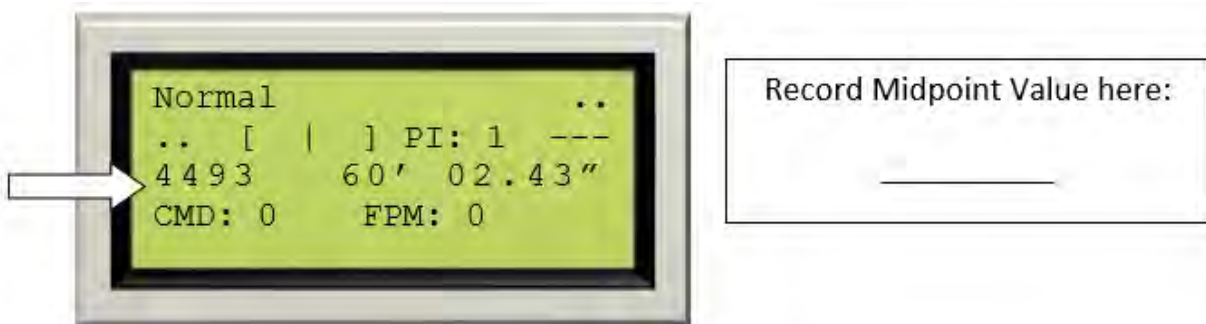 Normal ..
.. [ | ] PI: 1 ---
4493 60' 02.43"
CMD: 0 FPM: 0
Record Midpoint Value here: